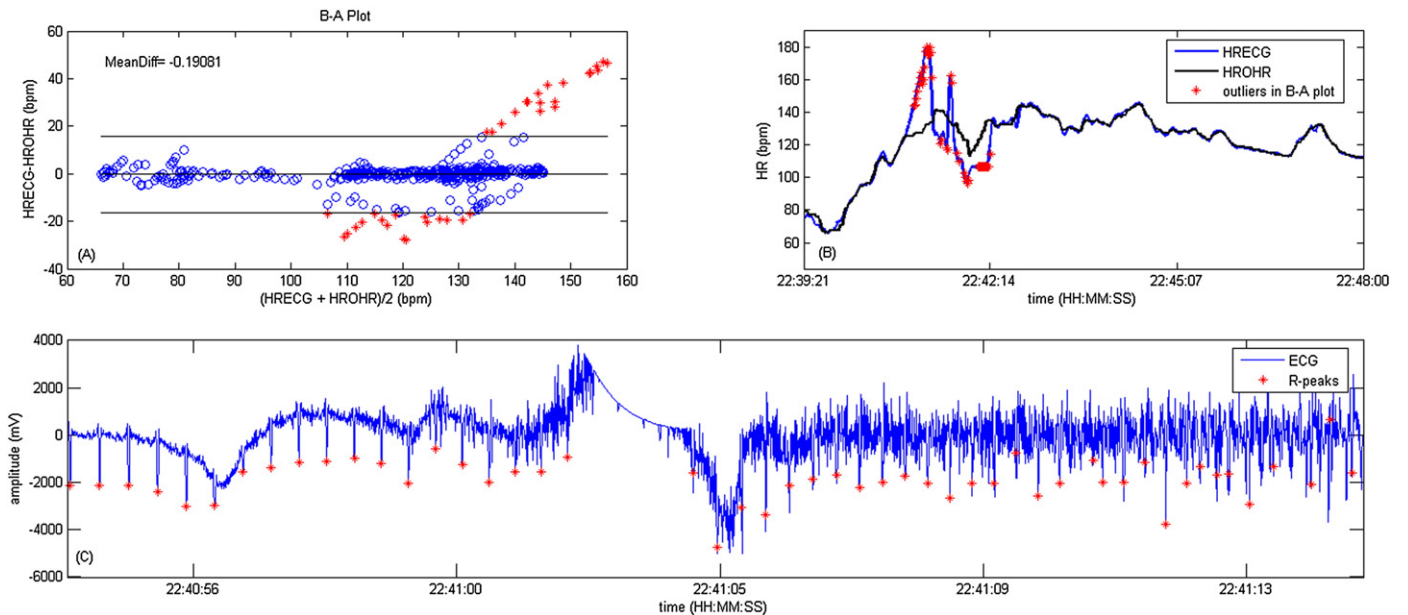 B-A Plot
60
40
20
0
-20
-40
HRECG-HROHR (bpm)
MeanDiff= -0.19081
(A)
60 70 80 90 100 110 120 130 140 150 160
(HRECG + HROHR)/2 (bpm)
180
160
140
120
100
80
60
HR (bpm)
HRECG
HROHR
outliers in B-A plot
(B)
22:39:21 22:42:14 22:45:07 22:48:00
time (HH:MM:SS)
4000
2000
0
-2000
-4000
-6000
amplitude (mV)
ECG
R-peaks
(C)
22:40:56 22:41:00 22:41:05 22:41:09 22:41:13
time (HH:MM:SS)